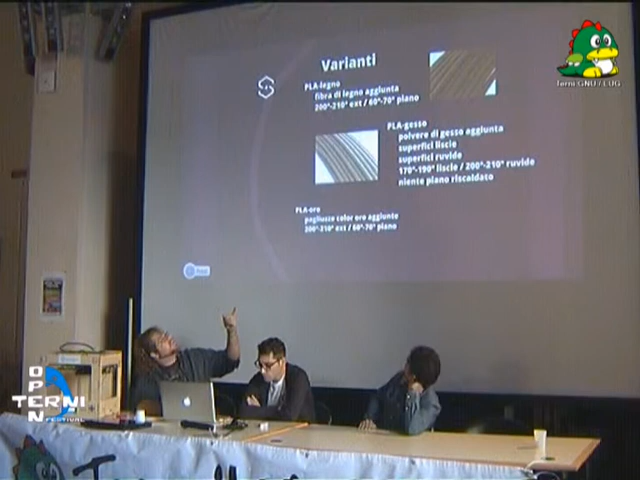 Varianti
PLA-legno
fibra di legno aggiunta
200°-210° ext / 60°-70° piano
PLA-gesso
polvere di gesso aggiunta
superfici liscie
superfici ruvide
170°-190° liscie / 200°-210° ruvide
niente piano riscaldato
PLA-oro
pagliuzze color oro aggiunte
200°-210° ext / 60°-70° piano
Terni GNU / LUG
OPEN
TERNI
FESTIVAL